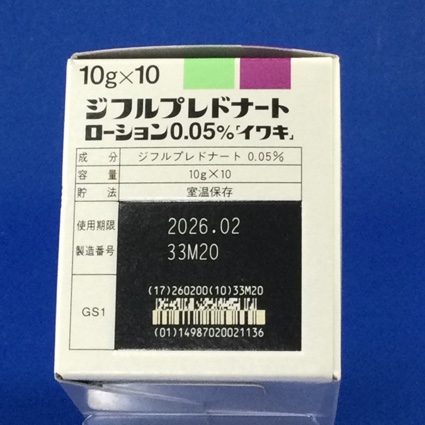 10g×10
ジフルプレドナート
ローション0.05%「イワキ」
成分 ジフルプレドナート 0.05%
容量 10g×10
貯法 室温保存
使用期限 2026.02
製造番号 33M20
(17)260200(10)33M20
GS1
(01)14987020021136